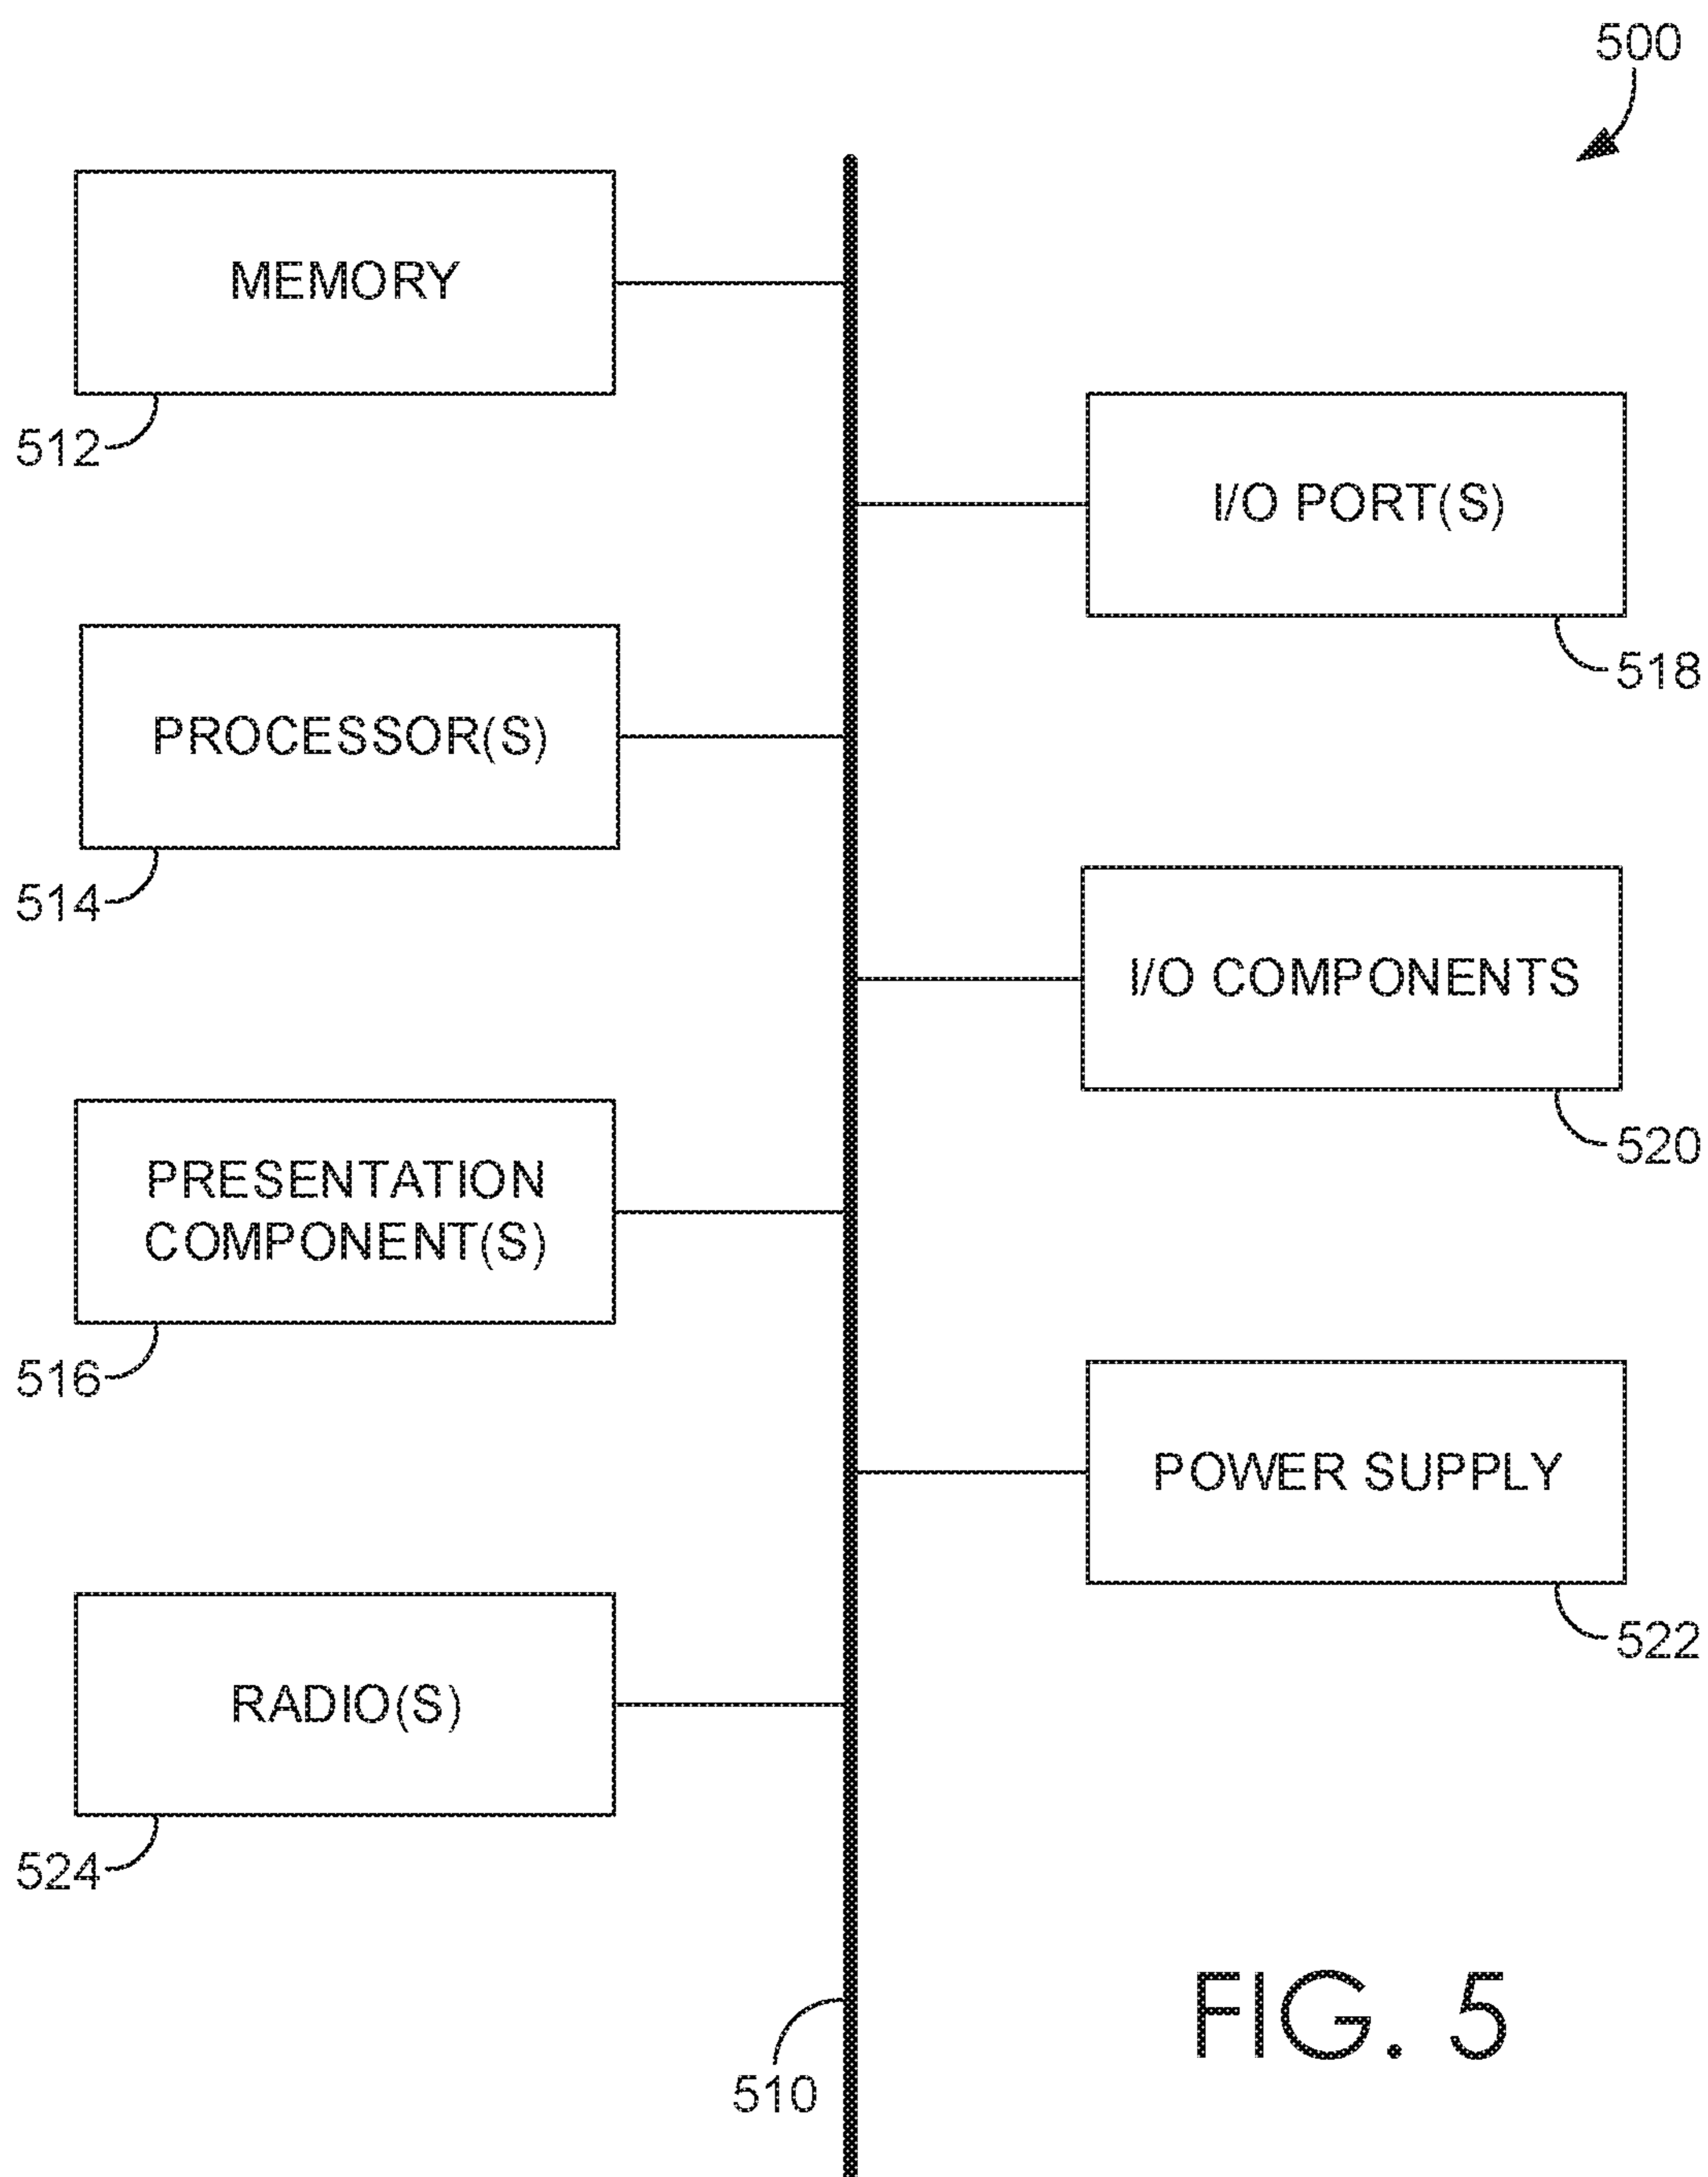 500
MEMORY
512
I/O PORT(S)
518
PROCESSOR(S)
514
I/O COMPONENTS
520
PRESENTATION
COMPONENT(S)
516
POWER SUPPLY
522
RADIO(S)
524
510
FIG. 5